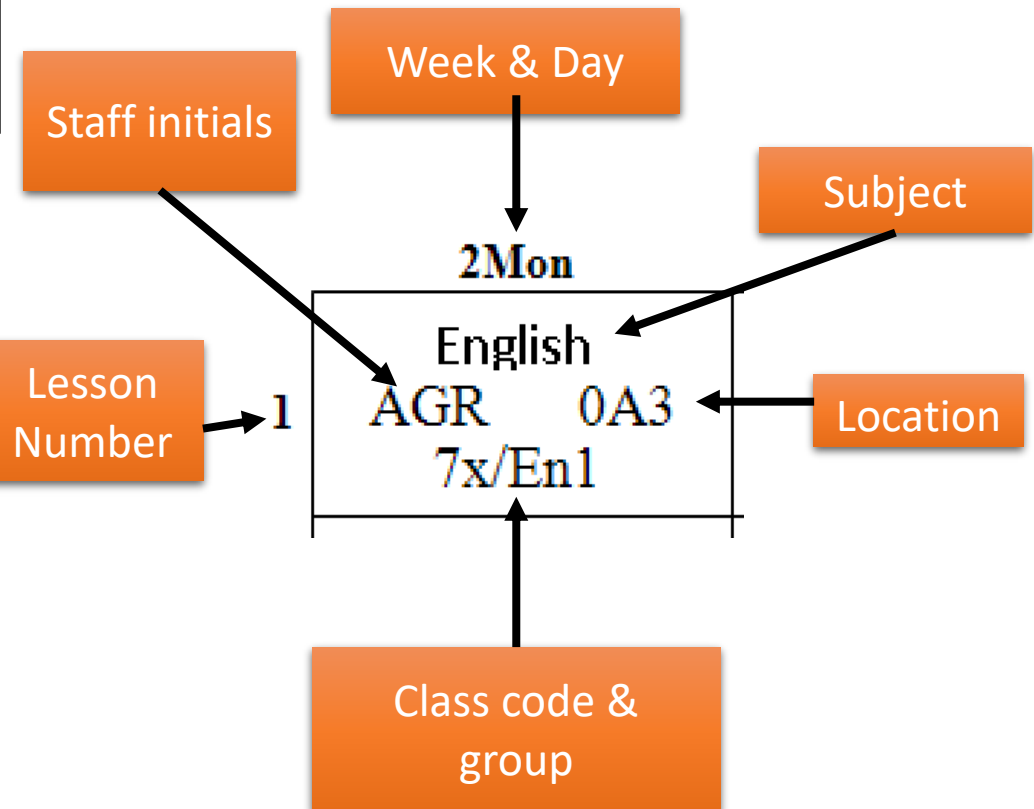 Week & Day
Staff initials
Subject
2Mon
English
Lesson
Number
1
AGR 0A3
Location
7x/En1
Class code &
group